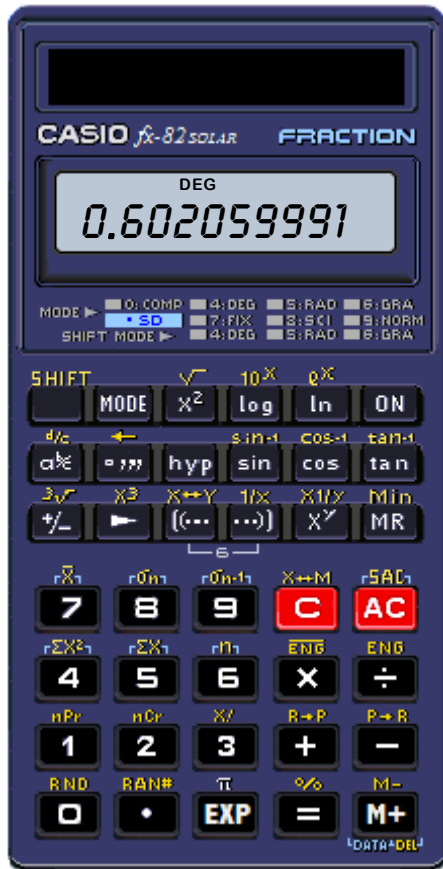 CASIO fx-82 SOLAR FRACTION
DEG
0.602059991
MODE ► 0: COMP 4:DEG 5:RAD 6:GRA
• SD 7:FIX 8:SCI 9:NORM
SHIFT MODE ► 4:DEG 5:RAD 6:GRA
SHIFT √ 10ˣ eˣ
MODE x² log ln ON
d/c ← sin-1 cos-1 tan-1
a b/c ° ,,, hyp sin cos tan
3√ X³ X↔Y 1/x X1/y Min
+/− ► [(··· ···)] Xʸ MR
6
x̄ σn σn-1 X↔M SAC
7 8 9 C AC
ΣX² ΣX n ENG ENG
4 5 6 × ÷
nPr nCr X/ R→P P→R
1 2 3 + −
RND RAN# π % M−
0 · EXP = M+
DATA DEL